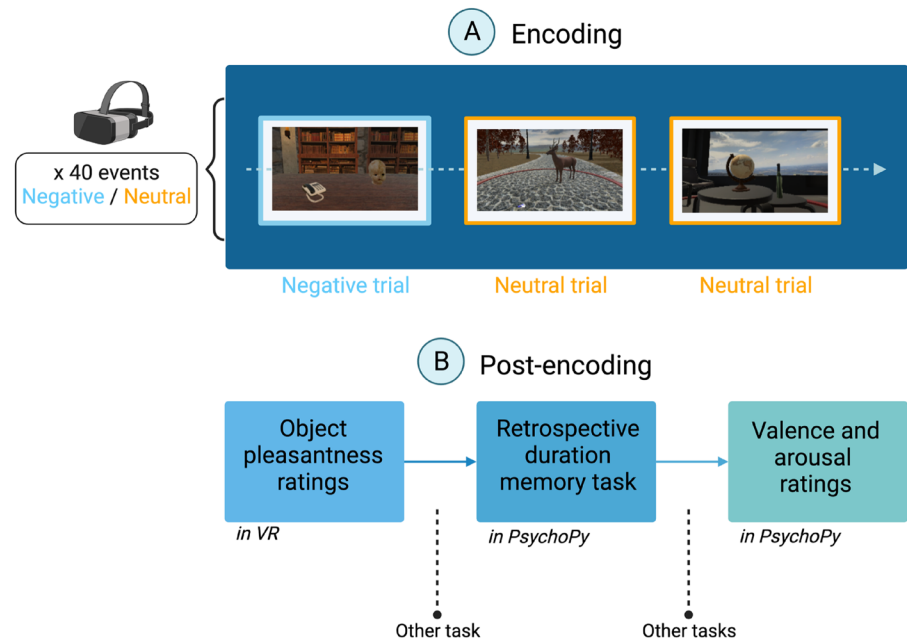 A Encoding
x 40 events
Negative / Neutral
Negative trial
Neutral trial
Neutral trial
B Post-encoding
Object
pleasantness
ratings
in VR
Retrospective
duration
memory task
in PsychoPy
Valence and
arousal
ratings
in PsychoPy
Other task
Other tasks